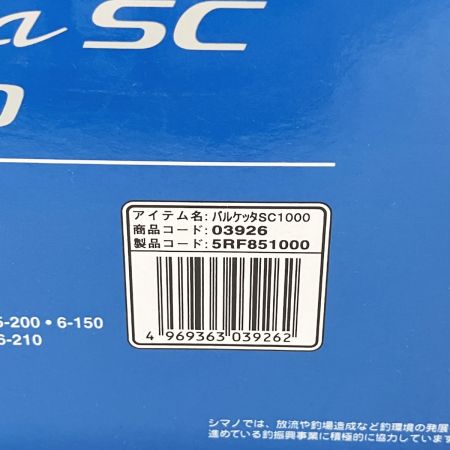 a SC
0
アイテム名: バルケッタSC1000
商品コード: 03926
製品コード: 5RF851000
4 969363 039262
5-200・6-150
6-210
シマノでは、放流や釣場造成など釣環境の発展
進めている釣振興事業に積極的に協力しています